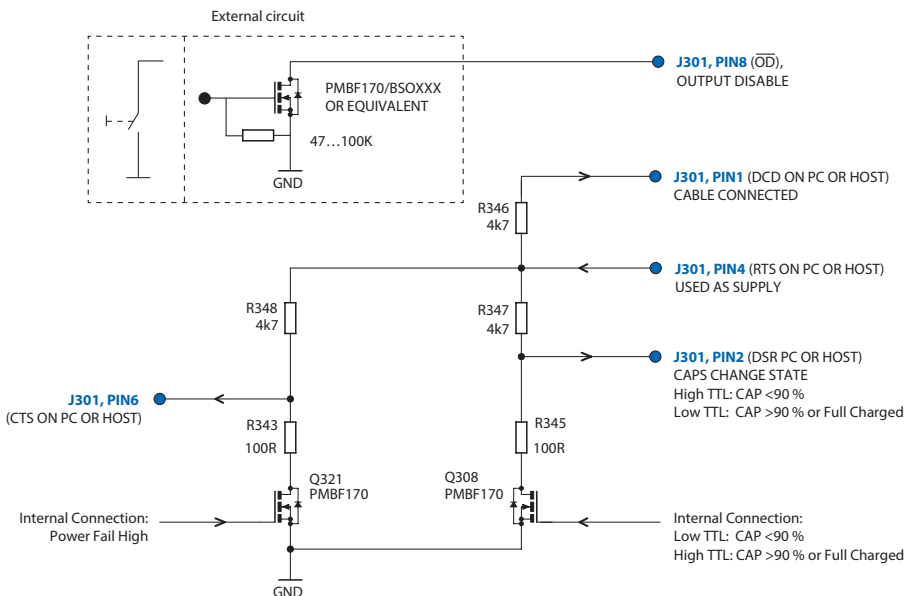 External circuit
PMBF170/BSOXXX
OR EQUIVALENT
47...100K
GND
J301, PIN8 (OD),
OUTPUT DISABLE
J301, PIN1 (DCD ON PC OR HOST)
CABLE CONNECTED
R346
4k7
J301, PIN4 (RTS ON PC OR HOST)
USED AS SUPPLY
R348
4k7
R347
4k7
J301, PIN2 (DSR PC OR HOST)
CAPS CHANGE STATE
High TTL: CAP <90 %
Low TTL: CAP >90 % or Full Charged
J301, PIN6
(CTS ON PC OR HOST)
R343
100R
R345
100R
Q321
PMBF170
Q308
PMBF170
Internal Connection:
Power Fail High
Internal Connection:
Low TTL: CAP <90 %
High TTL: CAP >90 % or Full Charged
GND